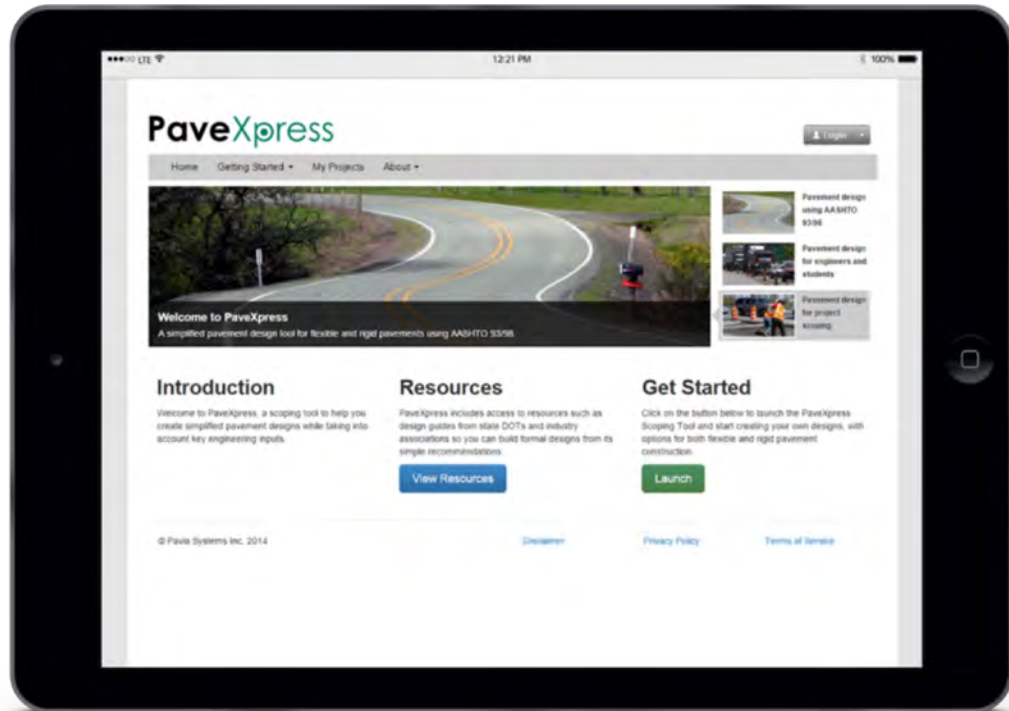 LTE 12:21 PM 100%
PaveXpress
Login
Home Getting Started My Projects About
Pavement design
using AASHTO
93/98
Pavement design
for engineers and
students
Pavement design
for project
scoping
Welcome to PaveXpress
A simplified pavement design tool for flexible and rigid pavements using AASHTO 93/98
Introduction
Welcome to PaveXpress, a scoping tool to help you
create simplified pavement designs while taking into
account key engineering inputs.
Resources
PaveXpress includes access to resources such as
design guides from state DOTs and industry
associations so you can build formal designs from its
simple recommendations.
View Resources
Get Started
Click on the button below to launch the PaveXpress
Scoping Tool and start creating your own designs, with
options for both flexible and rigid pavement
construction.
Launch
© Pavia Systems Inc. 2014
Disclaimer
Privacy Policy
Terms of Service